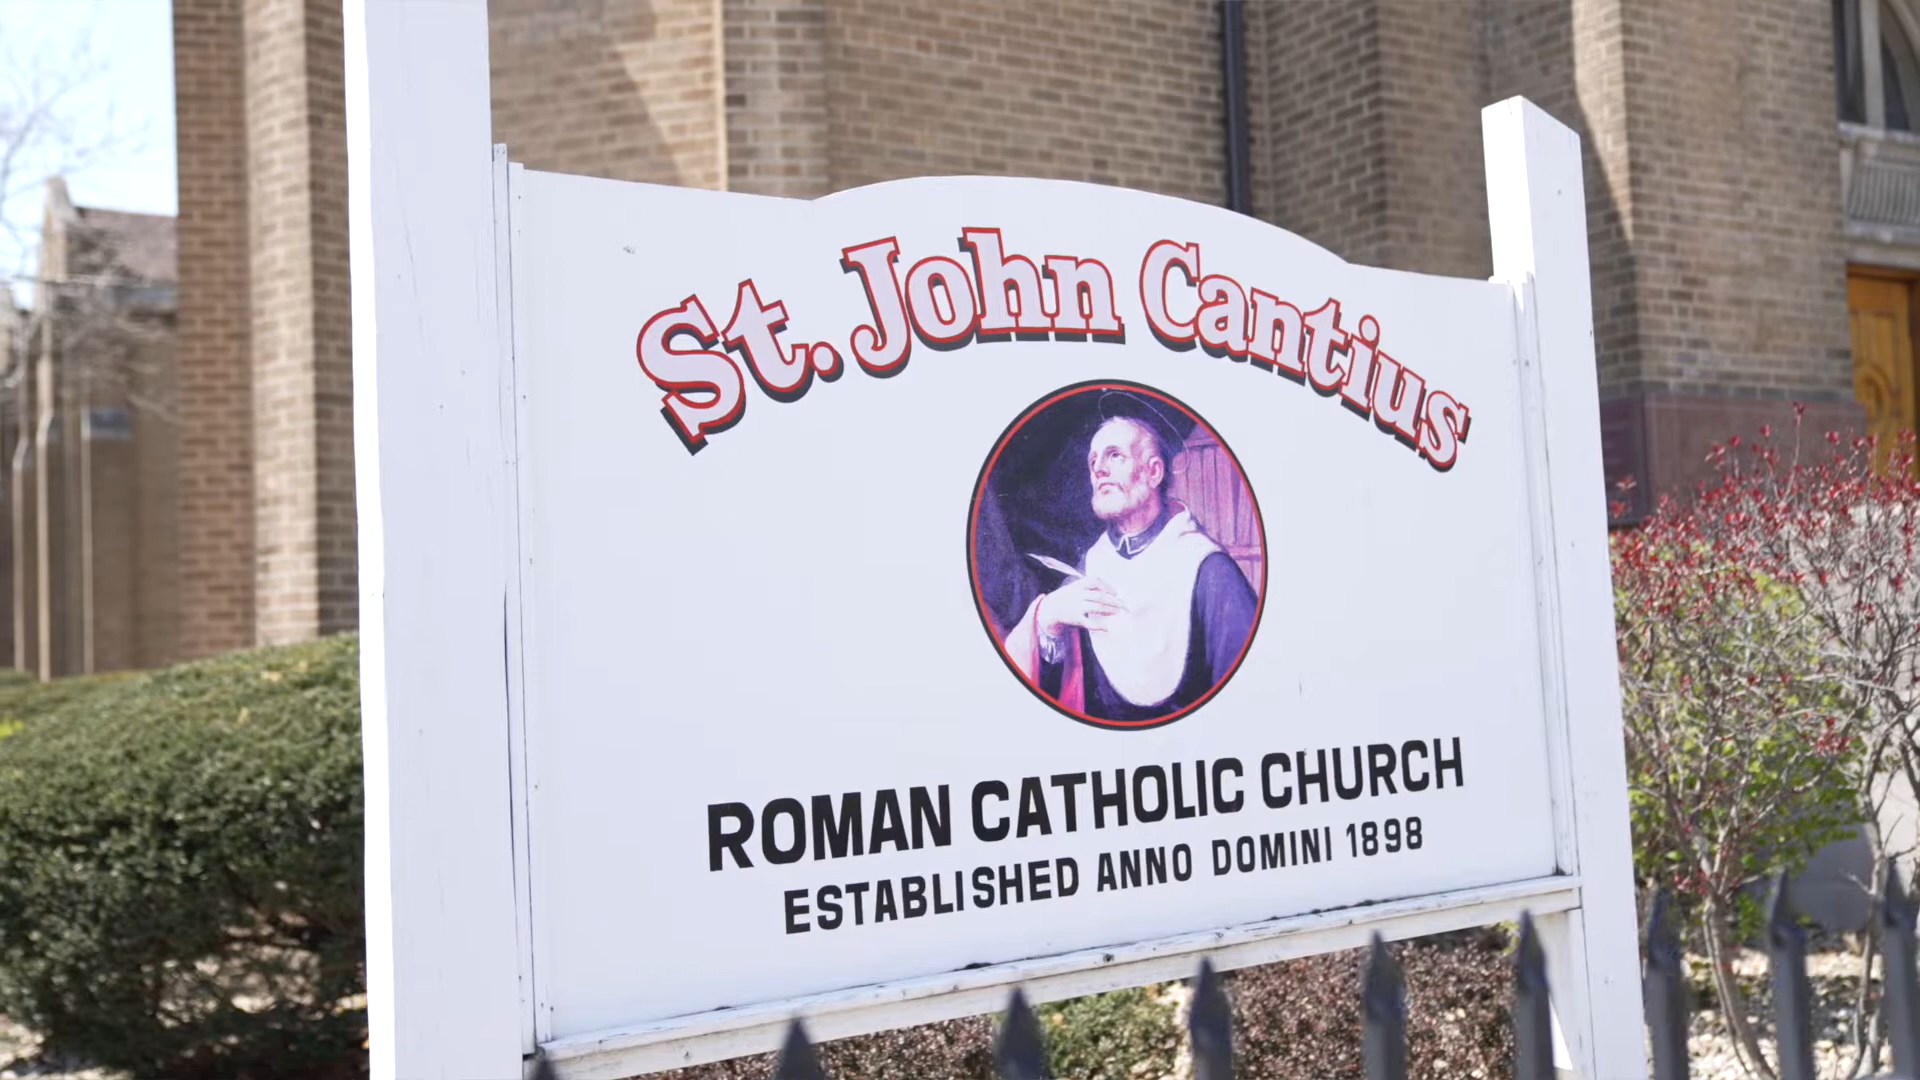 St. John Cantius
ROMAN CATHOLIC CHURCH
ESTABLISHED ANNO DOMINI 1898